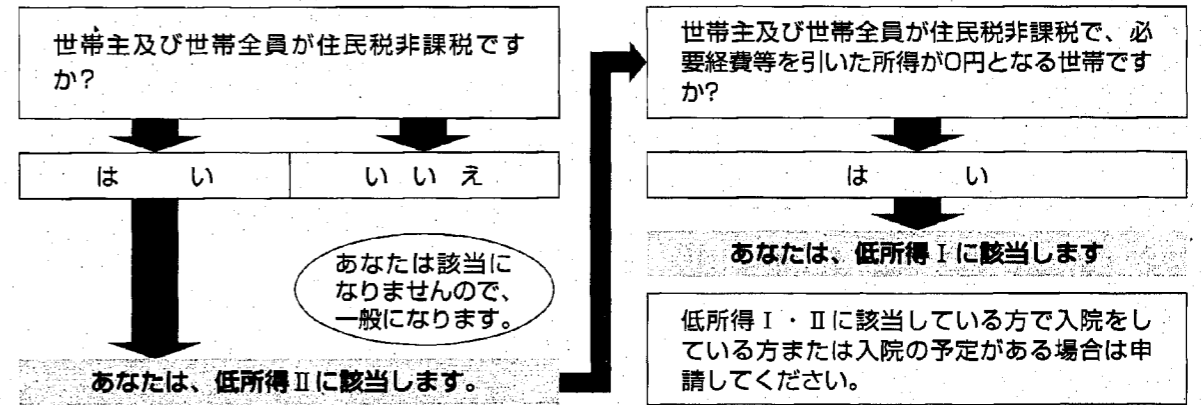 世帯主及び世帯全員が住民税非課税です
か?
は い
い い え
あなたは該当に
なりませんので、
一般になります。
あなたは、低所得Ⅱに該当します。
世帯主及び世帯全員が住民税非課税で、必
要経費等を引いた所得が0円となる世帯です
か?
は い
あなたは、低所得Ⅰに該当します
低所得Ⅰ・Ⅱに該当している方で入院をし
ている方または入院の予定がある場合は申
請してください。